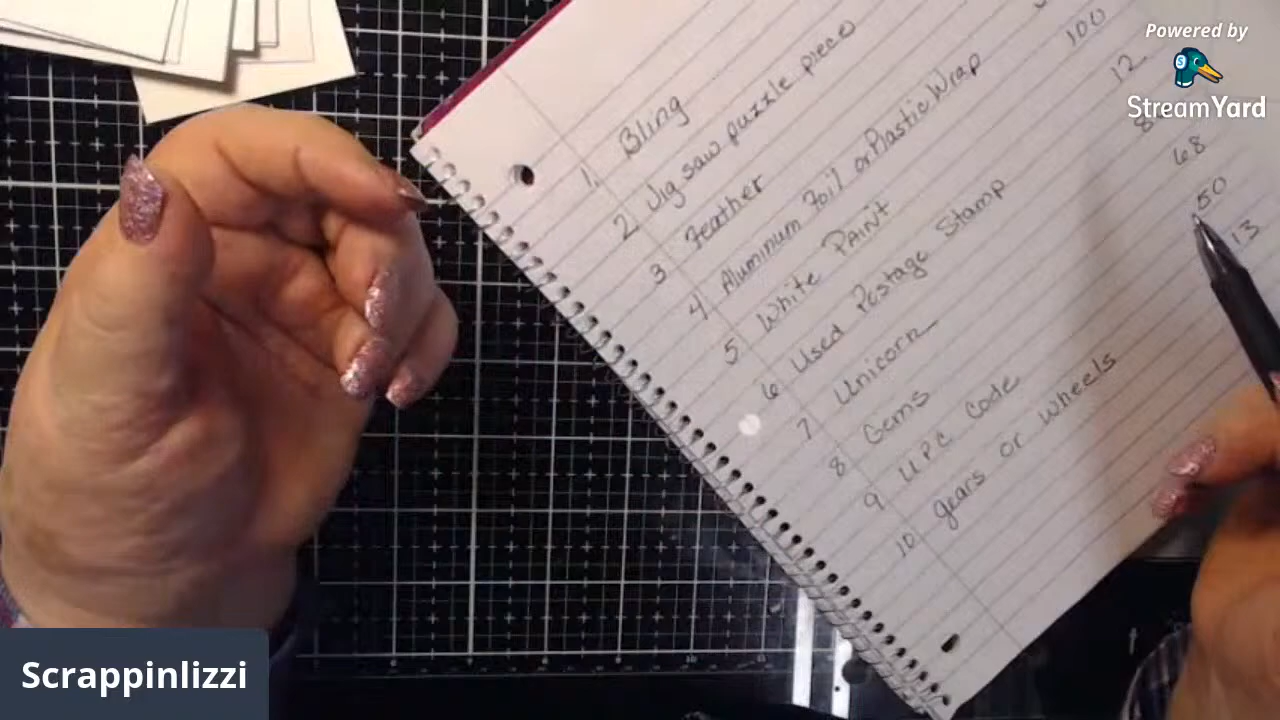 Powered by
StreamYard
1. Bling
2 Jig saw puzzle piece
3 Feather
4 Aluminum Foil or Plastic Wrap
5 White PAINT
6 Used Postage Stamp
7 Unicorn
8 Gems
9 UPC Code
10 gears or wheels
100
12
8
68
50
13
Scrappinlizzi